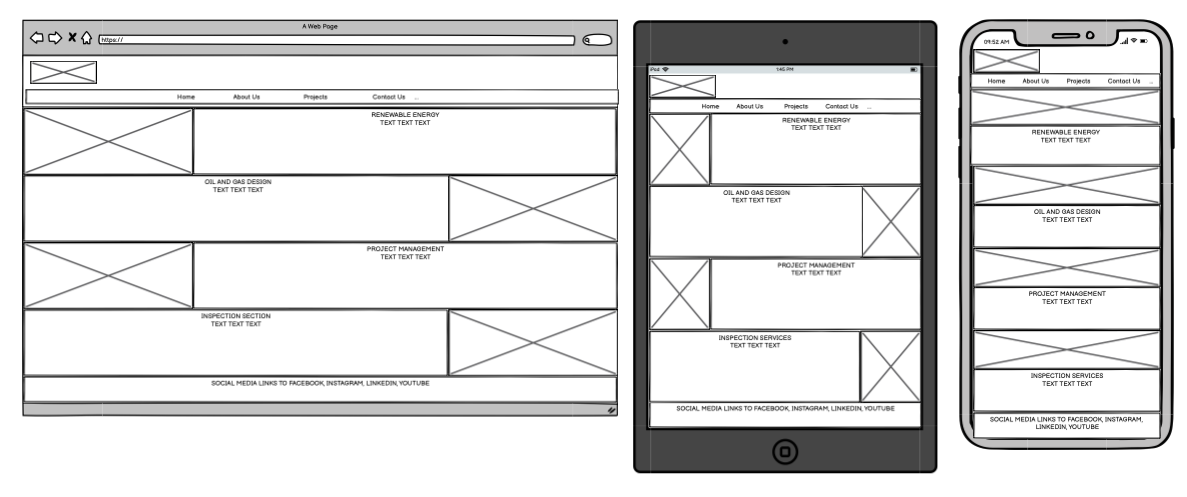 A Web Page
https://
Home About Us Projects Contact Us ...
RENEWABLE ENERGY
TEXT TEXT TEXT
OIL AND GAS DESIGN
TEXT TEXT TEXT
PROJECT MANAGEMENT
TEXT TEXT TEXT
INSPECTION SECTION
TEXT TEXT TEXT
SOCIAL MEDIA LINKS TO FACEBOOK, INSTAGRAM, LINKEDIN, YOUTUBE
iPod 1:45 PM
Home About Us Projects Contact Us ...
RENEWABLE ENERGY
TEXT TEXT TEXT
OIL AND GAS DESIGN
TEXT TEXT TEXT
PROJECT MANAGEMENT
TEXT TEXT TEXT
INSPECTION SERVICES
TEXT TEXT TEXT
SOCIAL MEDIA LINKS TO FACEBOOK, INSTAGRAM, LINKEDIN, YOUTUBE
09:52 AM
Home About Us Projects Contact Us ...
RENEWABLE ENERGY
TEXT TEXT TEXT
OIL AND GAS DESIGN
TEXT TEXT TEXT
PROJECT MANAGEMENT
TEXT TEXT TEXT
INSPECTION SERVICES
TEXT TEXT TEXT
SOCIAL MEDIA LINKS TO FACEBOOK, INSTAGRAM,
LINKEDIN, YOUTUBE